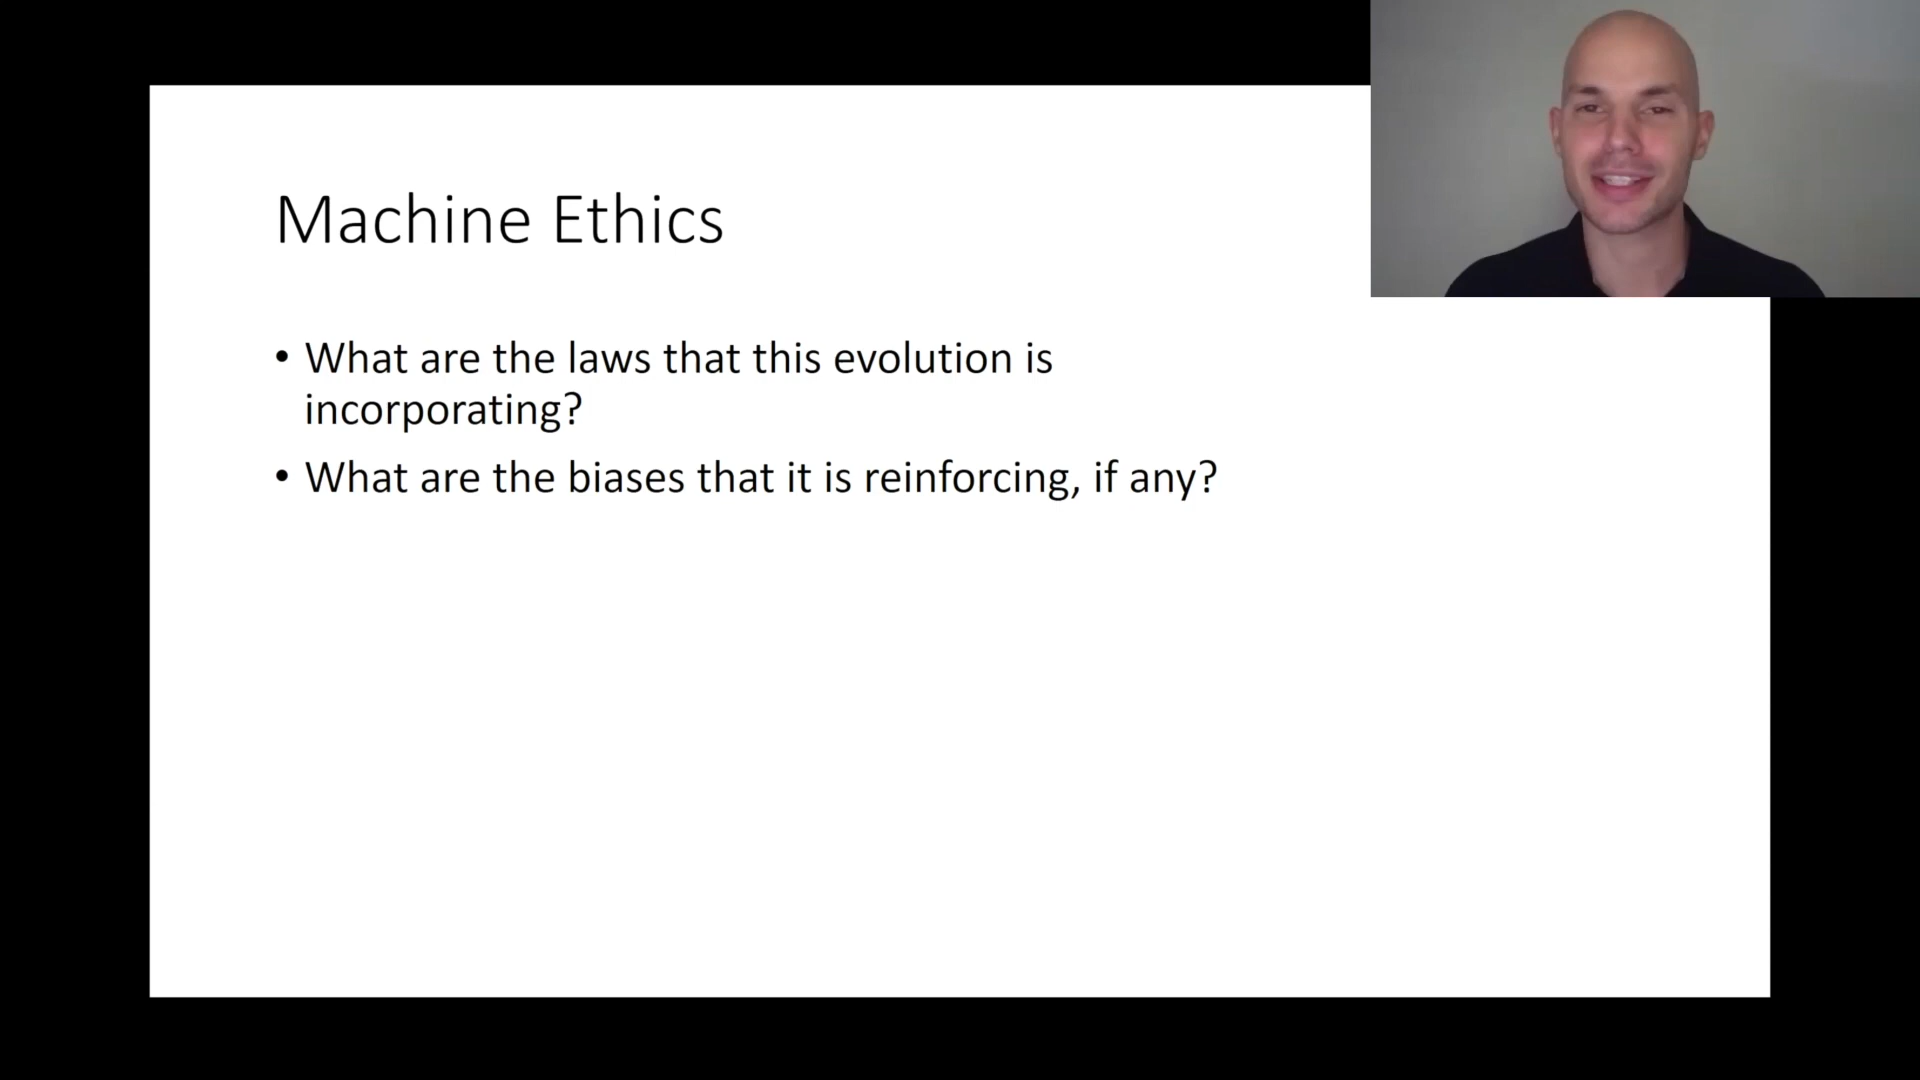 Machine Ethics
• What are the laws that this evolution is
incorporating?
• What are the biases that it is reinforcing, if any?